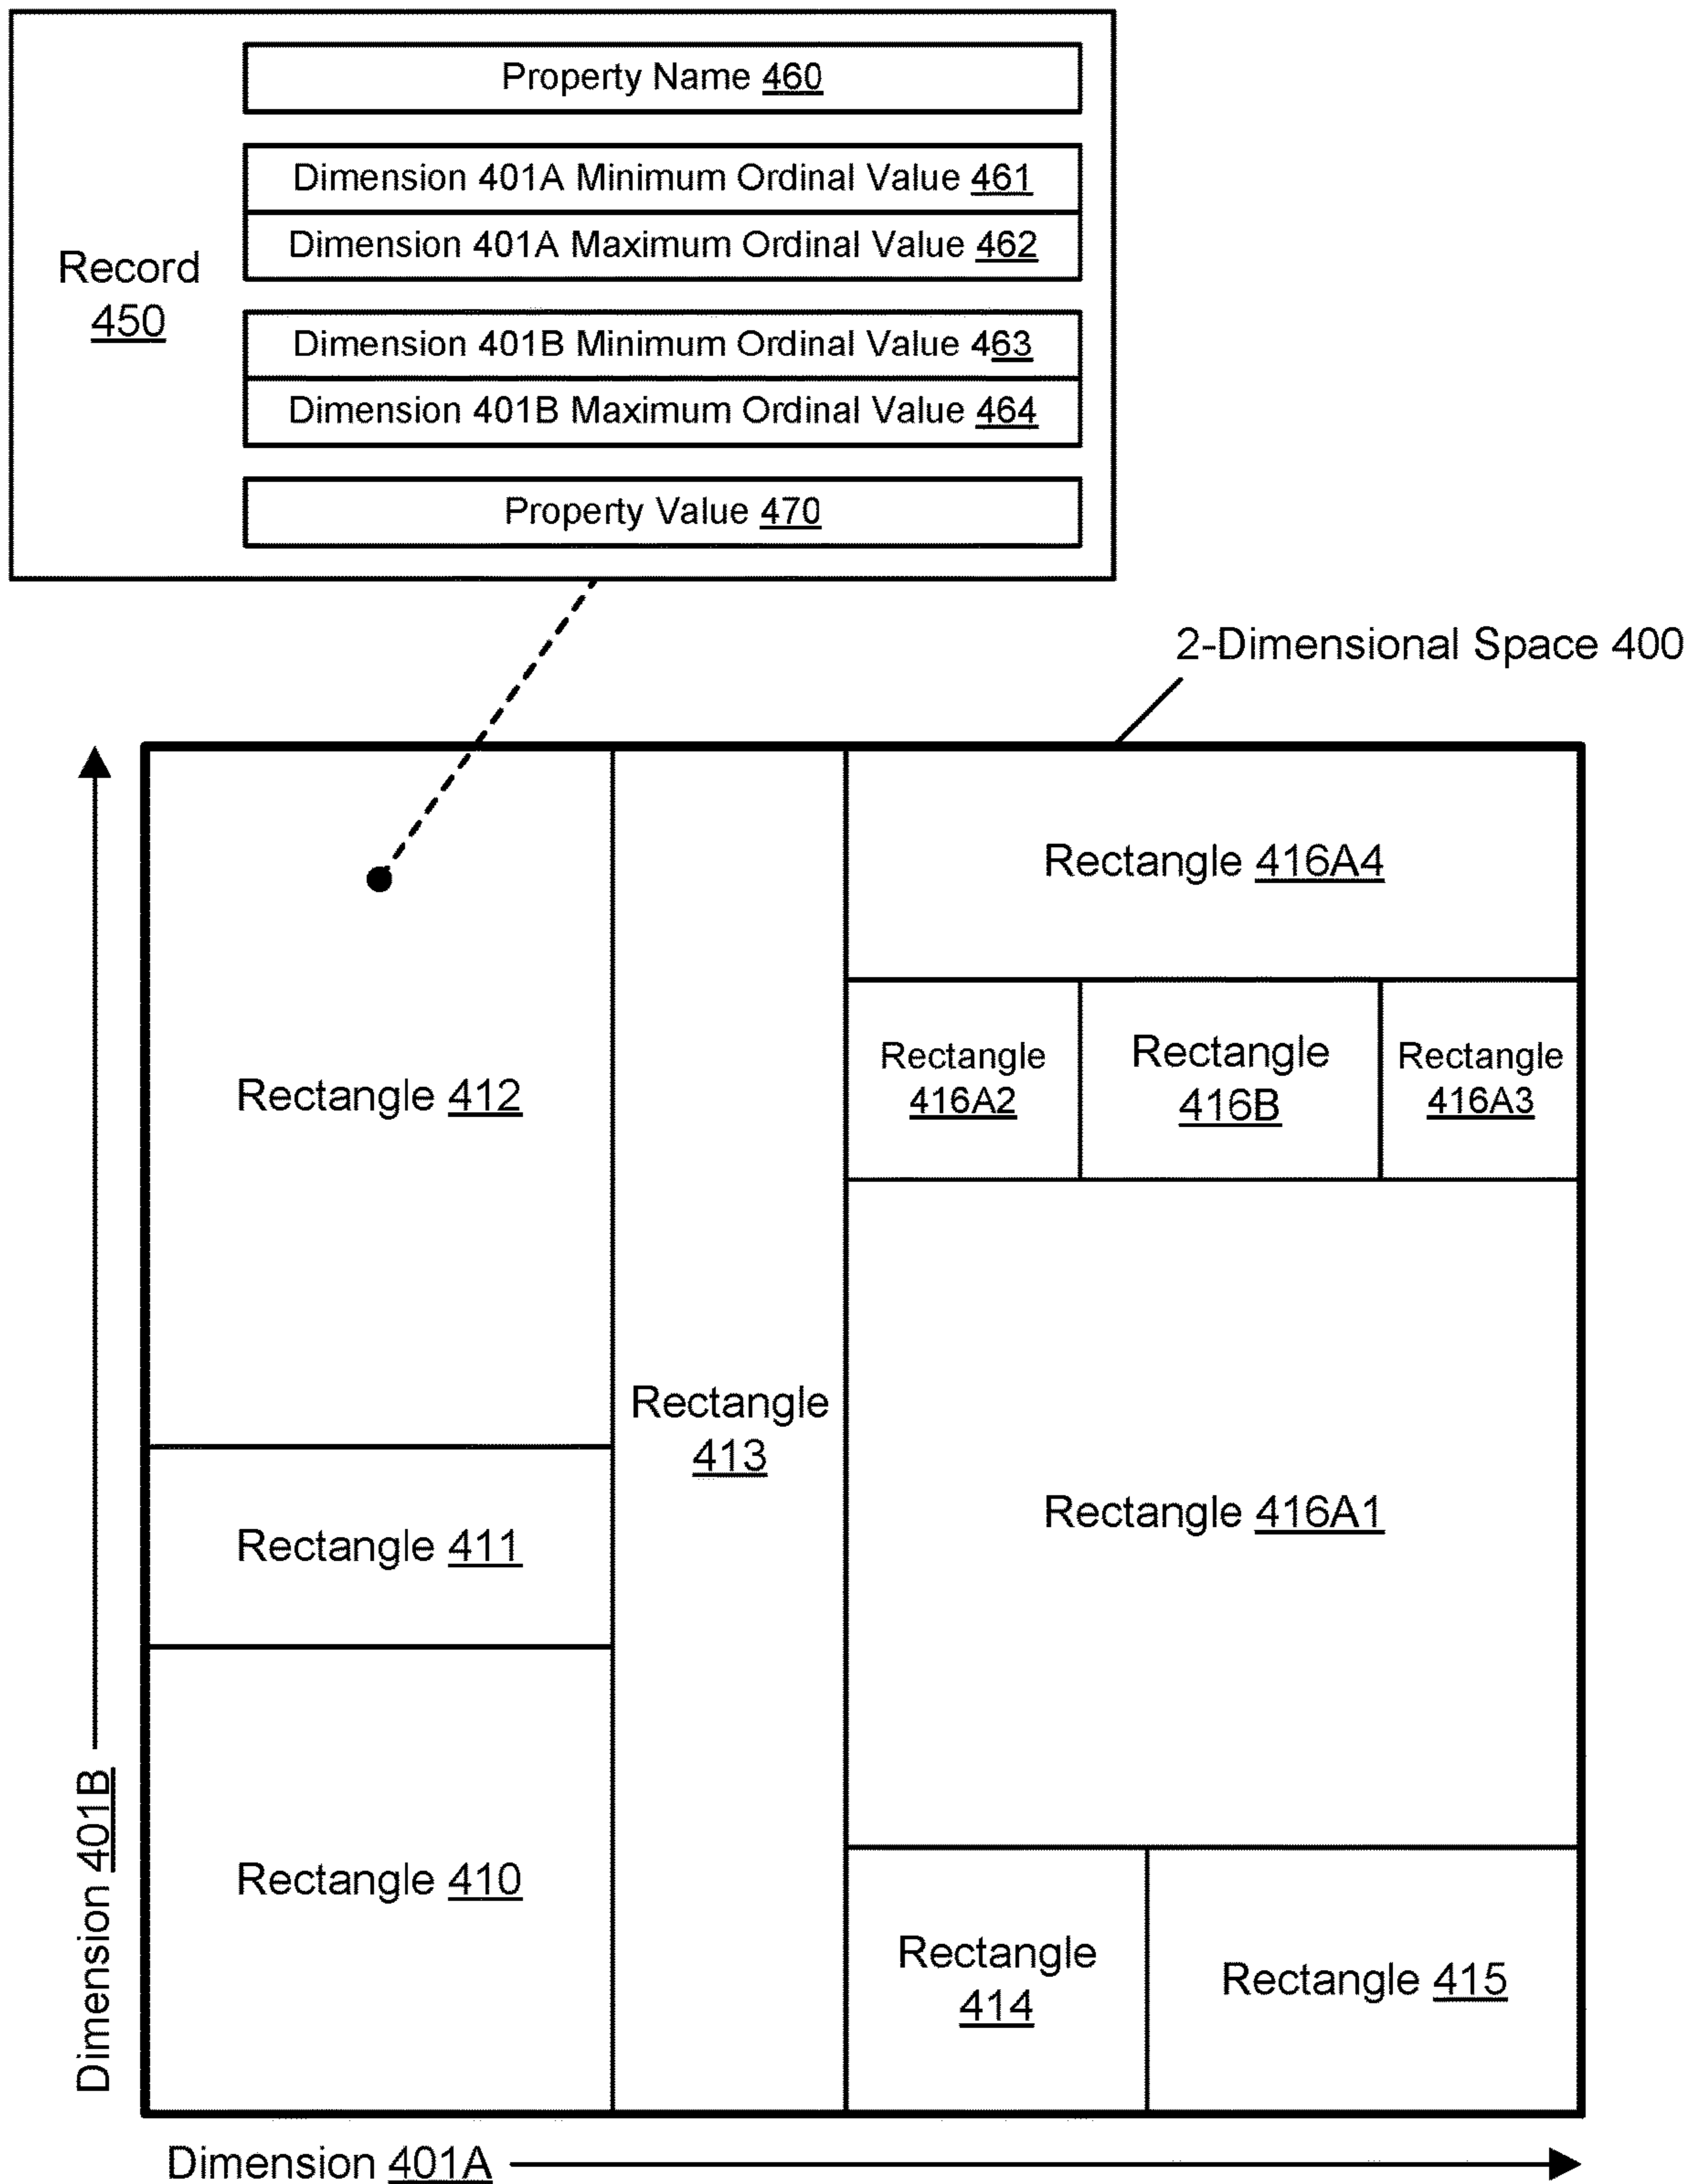 Property Name 460
Dimension 401A Minimum Ordinal Value 461
Dimension 401A Maximum Ordinal Value 462
Record
450
Dimension 401B Minimum Ordinal Value 463
Dimension 401B Maximum Ordinal Value 464
Property Value 470
2-Dimensional Space 400
Rectangle 416A4
Rectangle
416A2
Rectangle
416B
Rectangle
416A3
Rectangle 412
Rectangle
413
Rectangle 416A1
Rectangle 411
Rectangle 410
Rectangle
414
Rectangle 415
Dimension 401B
Dimension 401A